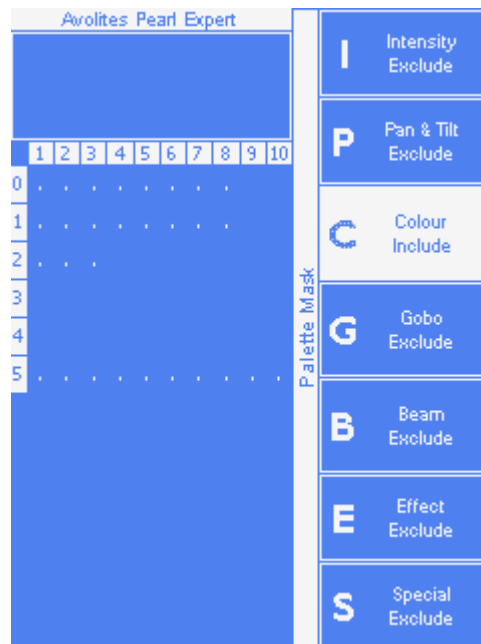 Avolites Pearl Expert
1 2 3 4 5 6 7 8 9 10
0 . . . . . . . .
1 . . . . . . . .
2 . . .
3
4
5 . . . . . . . . . .
Palette Mask
I Intensity
Exclude
P Pan & Tilt
Exclude
C Colour
Include
G Gobo
Exclude
B Beam
Exclude
E Effect
Exclude
S Special
Exclude